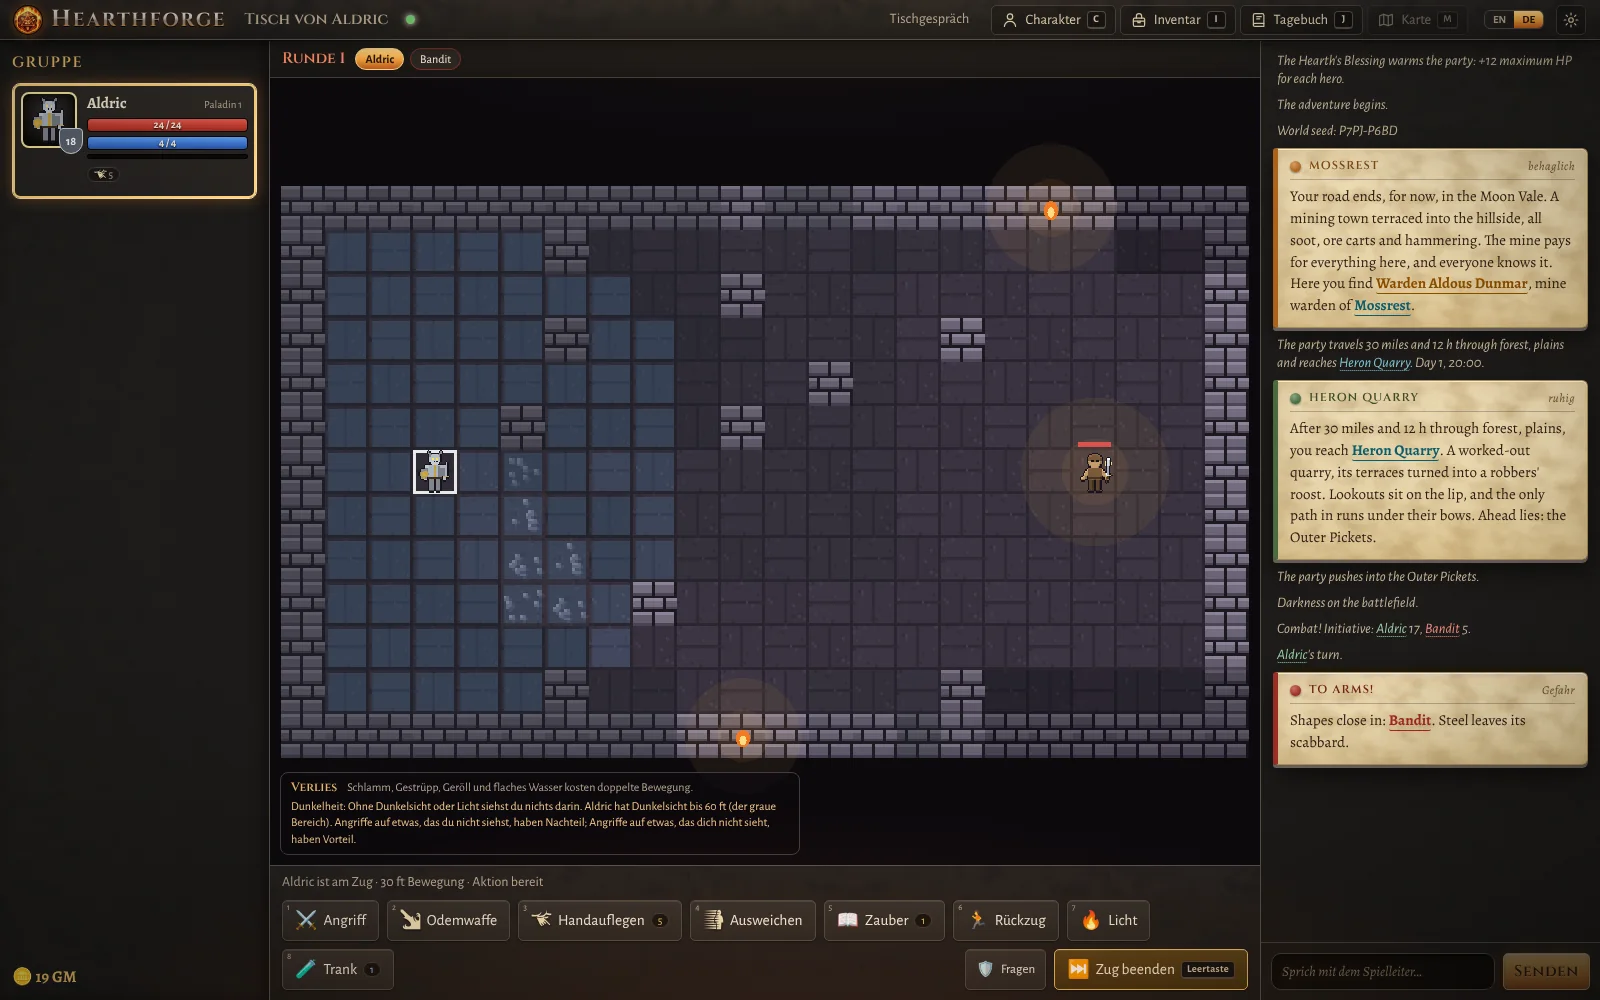 HEARTHFORGE
TISCH VON ALDRIC
Tischgespräch
Charakter C
Inventar I
Tagebuch J
Karte M
EN DE
GRUPPE
Aldric
Paladin 1
24 / 24
4 / 4
18
5
RUNDE 1
Aldric
Bandit
VERLIES Schlamm, Gestrüpp, Geröll und flaches Wasser kosten doppelte Bewegung.
Dunkelheit: Ohne Dunkelsicht oder Licht siehst du nichts darin. Aldric hat Dunkelsicht bis 60 ft (der graue
Bereich). Angriffe auf etwas, das du nicht siehst, haben Nachteil; Angriffe auf etwas, das dich nicht sieht,
haben Vorteil.
Aldric ist am Zug · 30 ft Bewegung · Aktion bereit
1 Angriff
2 Odemwaffe
3 Handauflegen 5
4 Ausweichen
5 Zauber 1
6 Rückzug
7 Licht
8 Trank 1
Fragen
Zug beenden Leertaste
19 GM
The Hearth's Blessing warms the party: +12 maximum HP
for each hero.
The adventure begins.
World seed: P7PJ-P6BD
MOSSREST
behaglich
Your road ends, for now, in the Moon Vale. A
mining town terraced into the hillside, all
soot, ore carts and hammering. The mine pays
for everything here, and everyone knows it.
Here you find Warden Aldous Dunmar, mine
warden of Mossrest.
The party travels 30 miles and 12 h through forest, plains
and reaches Heron Quarry. Day 1, 20:00.
HERON QUARRY
ruhig
After 30 miles and 12 h through forest, plains,
you reach Heron Quarry. A worked-out
quarry, its terraces turned into a robbers'
roost. Lookouts sit on the lip, and the only
path in runs under their bows. Ahead lies: the
Outer Pickets.
The party pushes into the Outer Pickets.
Darkness on the battlefield.
Combat! Initiative: Aldric 17, Bandit 5.
Aldric's turn.
TO ARMS!
Gefahr
Shapes close in: Bandit. Steel leaves its
scabbard.
Sprich mit dem Spielleiter...
SENDEN